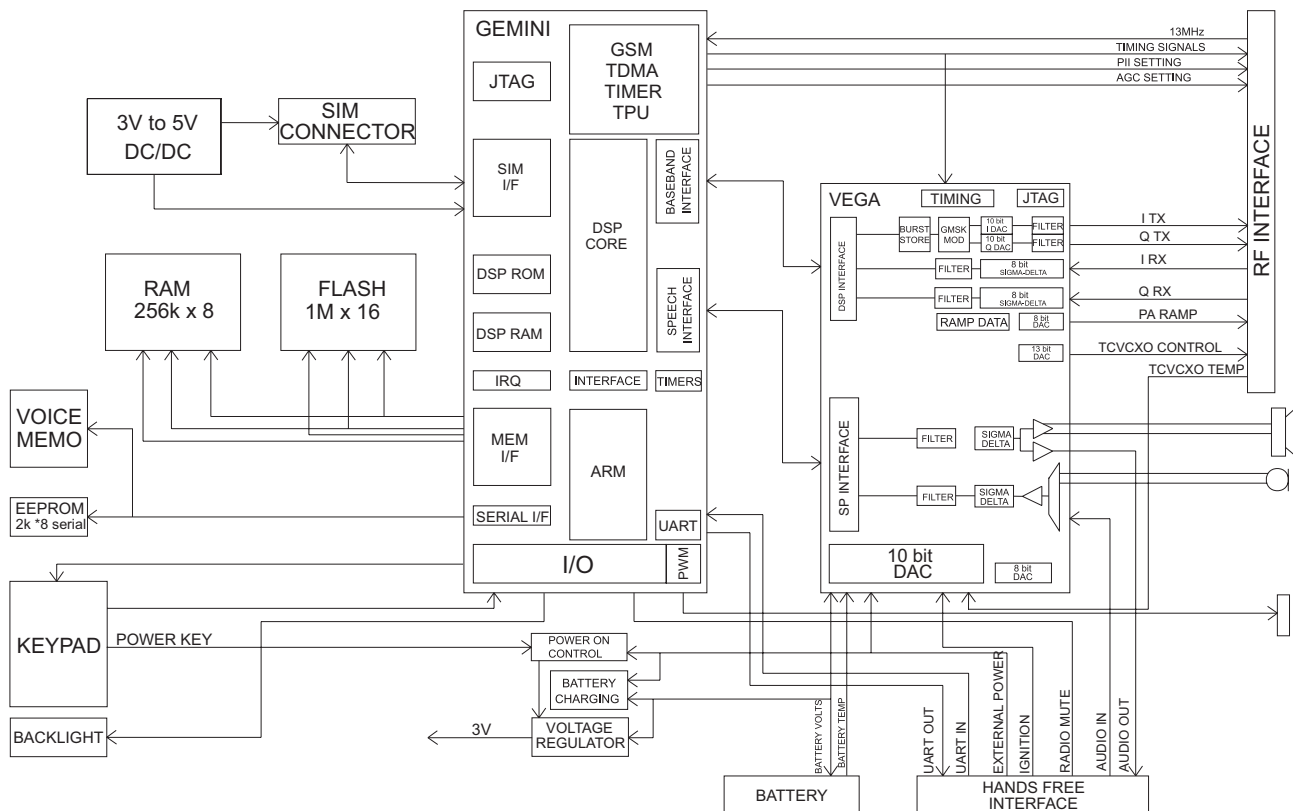 GEMINI
GSM
TDMA
TIMER
TPU
JTAG
13MHz
TIMING SIGNALS
PII SETTING
AGC SETTING
3V to 5V
DC/DC
SIM
CONNECTOR
SIM
I/F
DSP
CORE
BASEBAND
INTERFACE
RF INTERFACE
VEGA
TIMING
JTAG
DSP INTERFACE
BURST
STORE
GMSK
MOD
10 bit
I DAC
10 bit
Q DAC
FILTER
FILTER
I TX
Q TX
FILTER
8 bit
SIGMA-DELTA
I RX
FILTER
8 bit
SIGMA-DELTA
Q RX
RAMP DATA
8 bit
DAC
PA RAMP
13 bit
DAC
TCVCXO CONTROL
TCVCXO TEMP
RAM
256k x 8
FLASH
1M x 16
DSP ROM
DSP RAM
SPEECH
INTERFACE
IRQ
INTERFACE
TIMERS
VOICE
MEMO
MEM
I/F
ARM
SP INTERFACE
FILTER
SIGMA
DELTA
FILTER
SIGMA
DELTA
EEPROM
2k *8 serial
SERIAL I/F
UART
I/O
PWM
10 bit
DAC
8 bit
DAC
KEYPAD
POWER KEY
POWER ON
CONTROL
BATTERY
CHARGING
BACKLIGHT
3V
VOLTAGE
REGULATOR
BATTERY VOLTS
BATTERY TEMP
UART OUT
UART IN
EXTERNAL POWER
IGNITION
RADIO MUTE
AUDIO IN
AUDIO OUT
BATTERY
HANDS FREE
INTERFACE